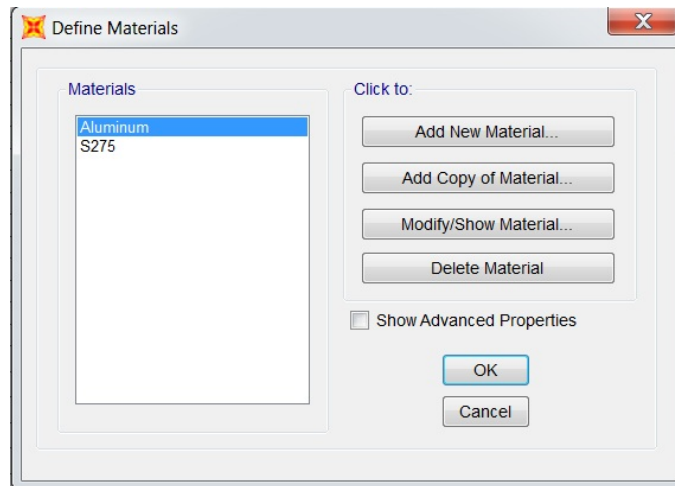 Define Materials
Materials
Aluminum
S275
Click to:
Add New Material...
Add Copy of Material...
Modify/Show Material...
Delete Material
Show Advanced Properties
OK
Cancel